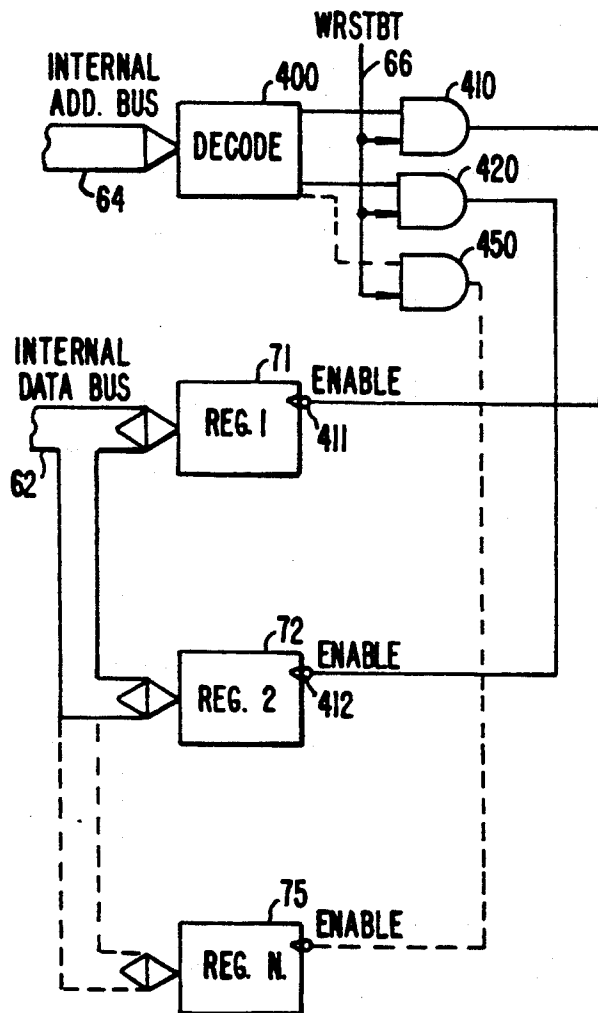 WRSTBT
66
INTERNAL
ADD. BUS
64
400
DECODE
410
420
450
INTERNAL
DATA BUS
62
71
REG. 1
ENABLE
411
72
REG. 2
ENABLE
412
75
REG. N.
ENABLE